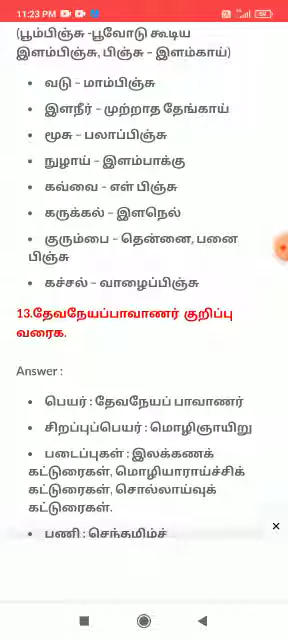 11:23 PM
(பூம்பிஞ்சு -பூவோடு கூடிய
இளம்பிஞ்சு, பிஞ்சு – இளம்காய்)
• வடு – மாம்பிஞ்சு
• இளநீர் – முற்றாத தேங்காய்
• மூசு – பலாப்பிஞ்சு
• நுழாய் – இளம்பாக்கு
• கவ்வை – எள் பிஞ்சு
• கருக்கல் – இளநெல்
• குரும்பை – தென்னை, பனை
பிஞ்சு
• கச்சல் – வாழைப்பிஞ்சு
13.தேவநேயப்பாவாணர் குறிப்பு
வரைக.
Answer :
• பெயர் : தேவநேயப் பாவாணர்
• சிறப்புப்பெயர் : மொழிஞாயிறு
• படைப்புகள் : இலக்கணக்
கட்டுரைகள், மொழியாராய்ச்சிக்
கட்டுரைகள், சொல்லாய்வுக்
கட்டுரைகள்.
• பணி : செந்தமிழ்ச்